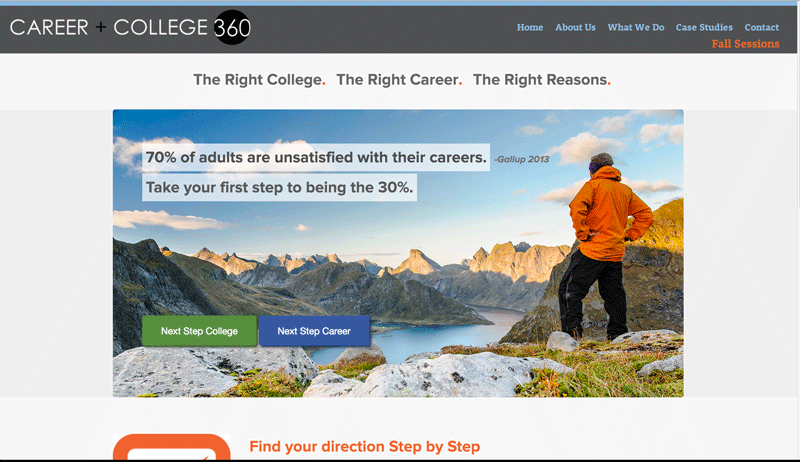 CAREER + COLLEGE 360
Home About Us What We Do Case Studies Contact
Fall Sessions
The Right College. The Right Career. The Right Reasons.
70% of adults are unsatisfied with their careers. -Gallup 2013
Take your first step to being the 30%.
Next Step College Next Step Career
Find your direction Step by Step